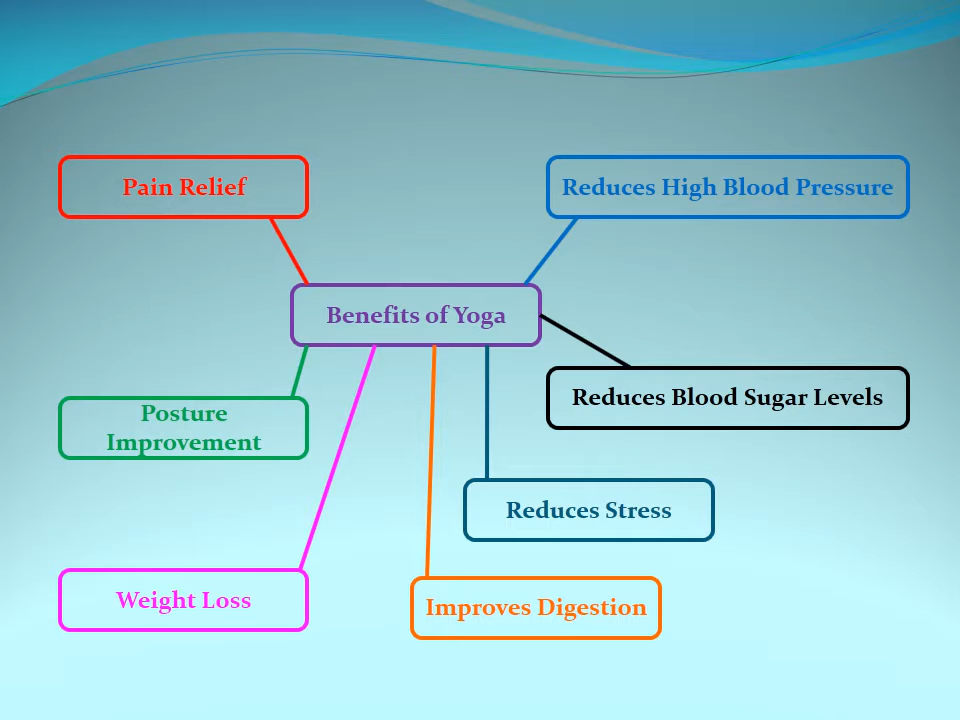 Pain Relief
Reduces High Blood Pressure
Benefits of Yoga
Reduces Blood Sugar Levels
Posture
Improvement
Reduces Stress
Weight Loss
Improves Digestion